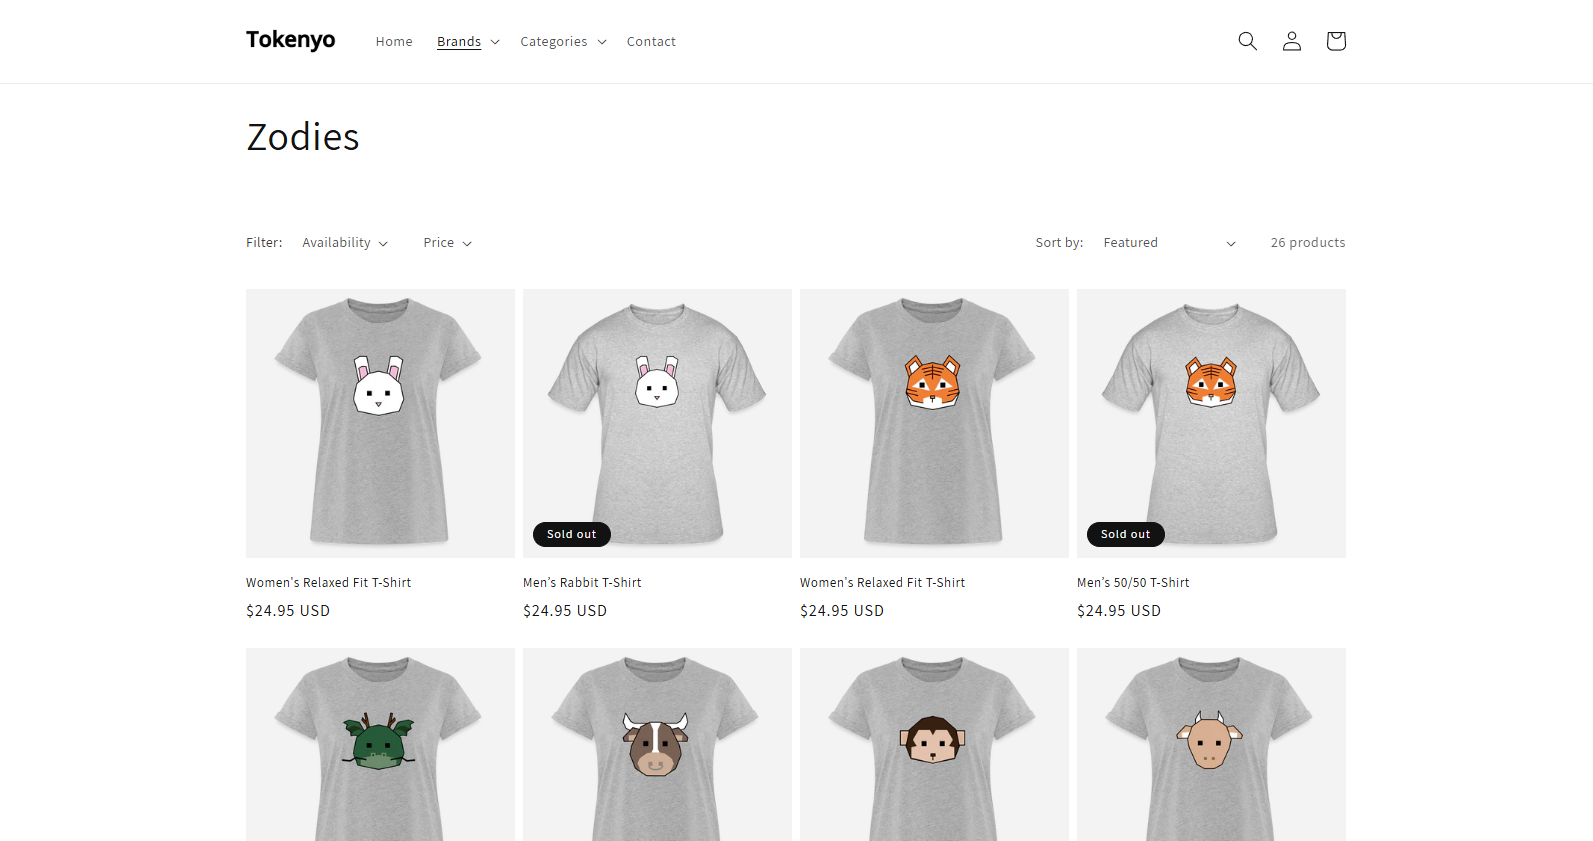 Tokenyo
Home
Brands
Categories
Contact
Zodies
Filter:
Availability
Price
Sort by:
Featured
26 products
Sold out
Sold out
Women's Relaxed Fit T-Shirt
$24.95 USD
Men's Rabbit T-Shirt
$24.95 USD
Women's Relaxed Fit T-Shirt
$24.95 USD
Men's 50/50 T-Shirt
$24.95 USD